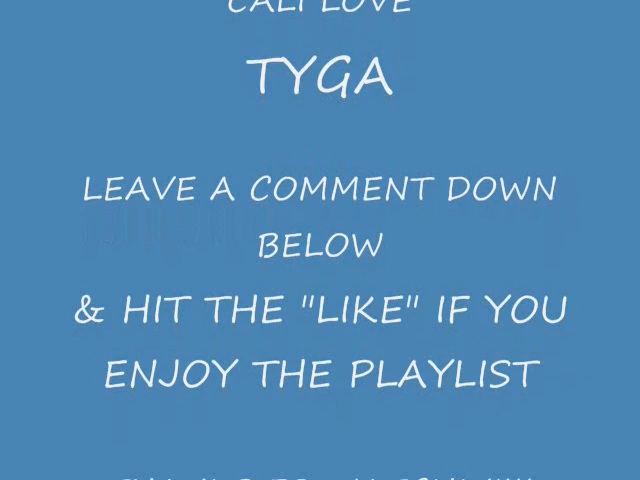 CALI LOVE
TYGA
LEAVE A COMMENT DOWN
BELOW
& HIT THE "LIKE" IF YOU
ENJOY THE PLAYLIST